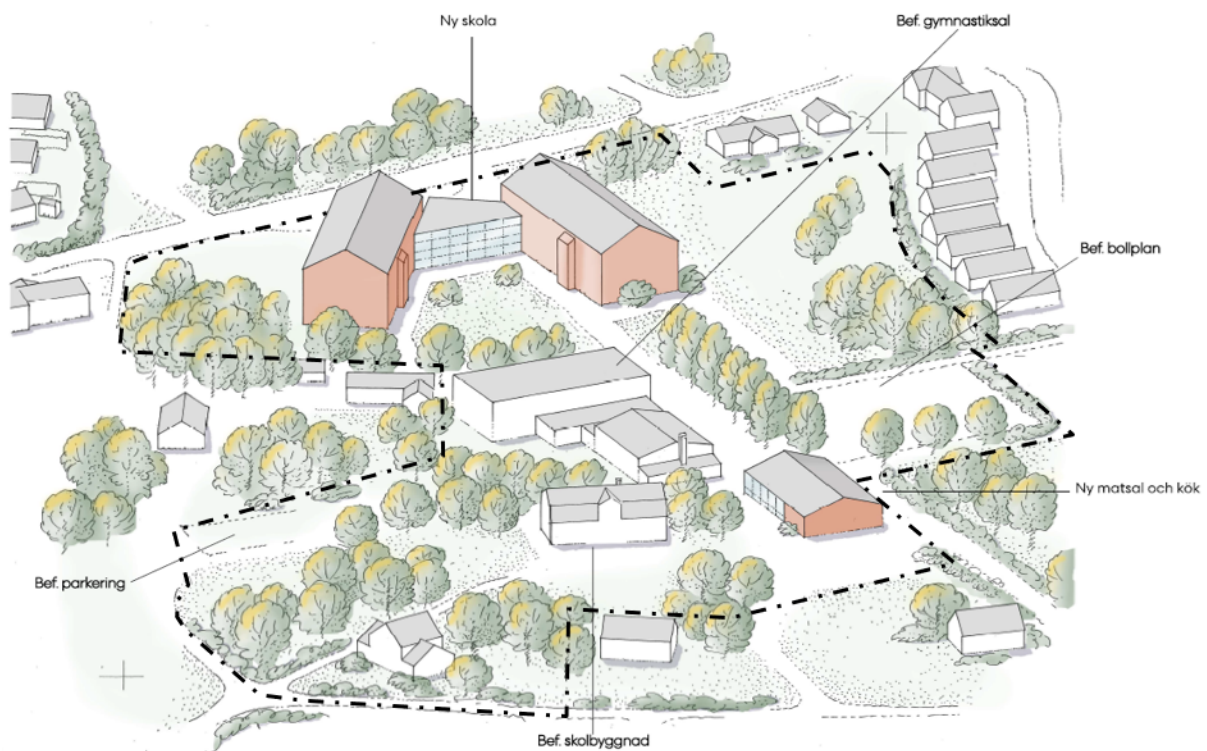 Ny skola
Bef. gymnastiksal
Bef. bollplan
Ny matsal och kök
Bef. parkering
Bef. skolbyggnad